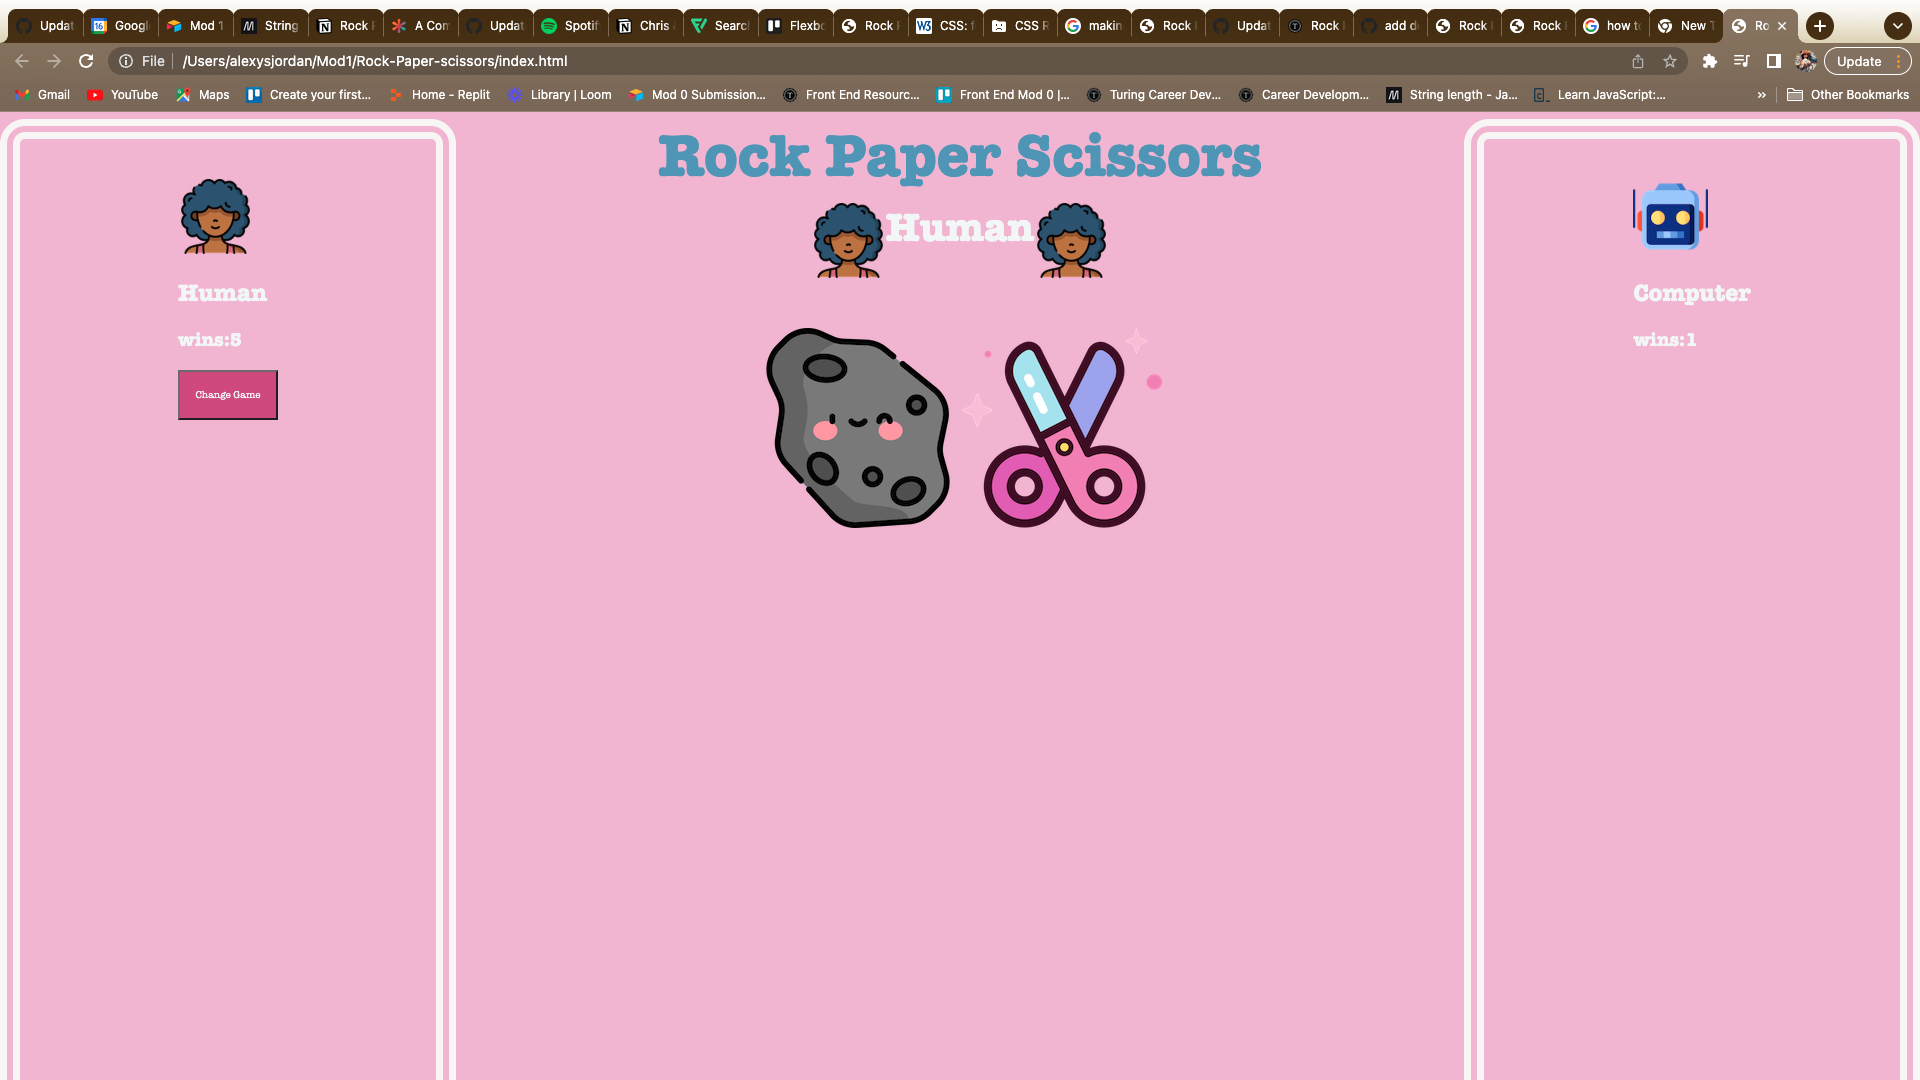 Updat Googl Mod 1 String Rock A Com Updat Spotif Chris Search Flexbo Rock CSS: f CSS R makin Rock Updat Rock add d Rock Rock how to New T Ro
File /Users/alexysjordan/Mod1/Rock-Paper-scissors/index.html Update
Gmail YouTube Maps Create your first... Home - Replit Library | Loom Mod 0 Submission... Front End Resourc... Front End Mod 0 |... Turing Career Dev... Career Developm... String length - Ja... Learn JavaScript:... » Other Bookmarks
Rock Paper Scissors
Human
Human
wins:5
Change Game
Computer
wins:1